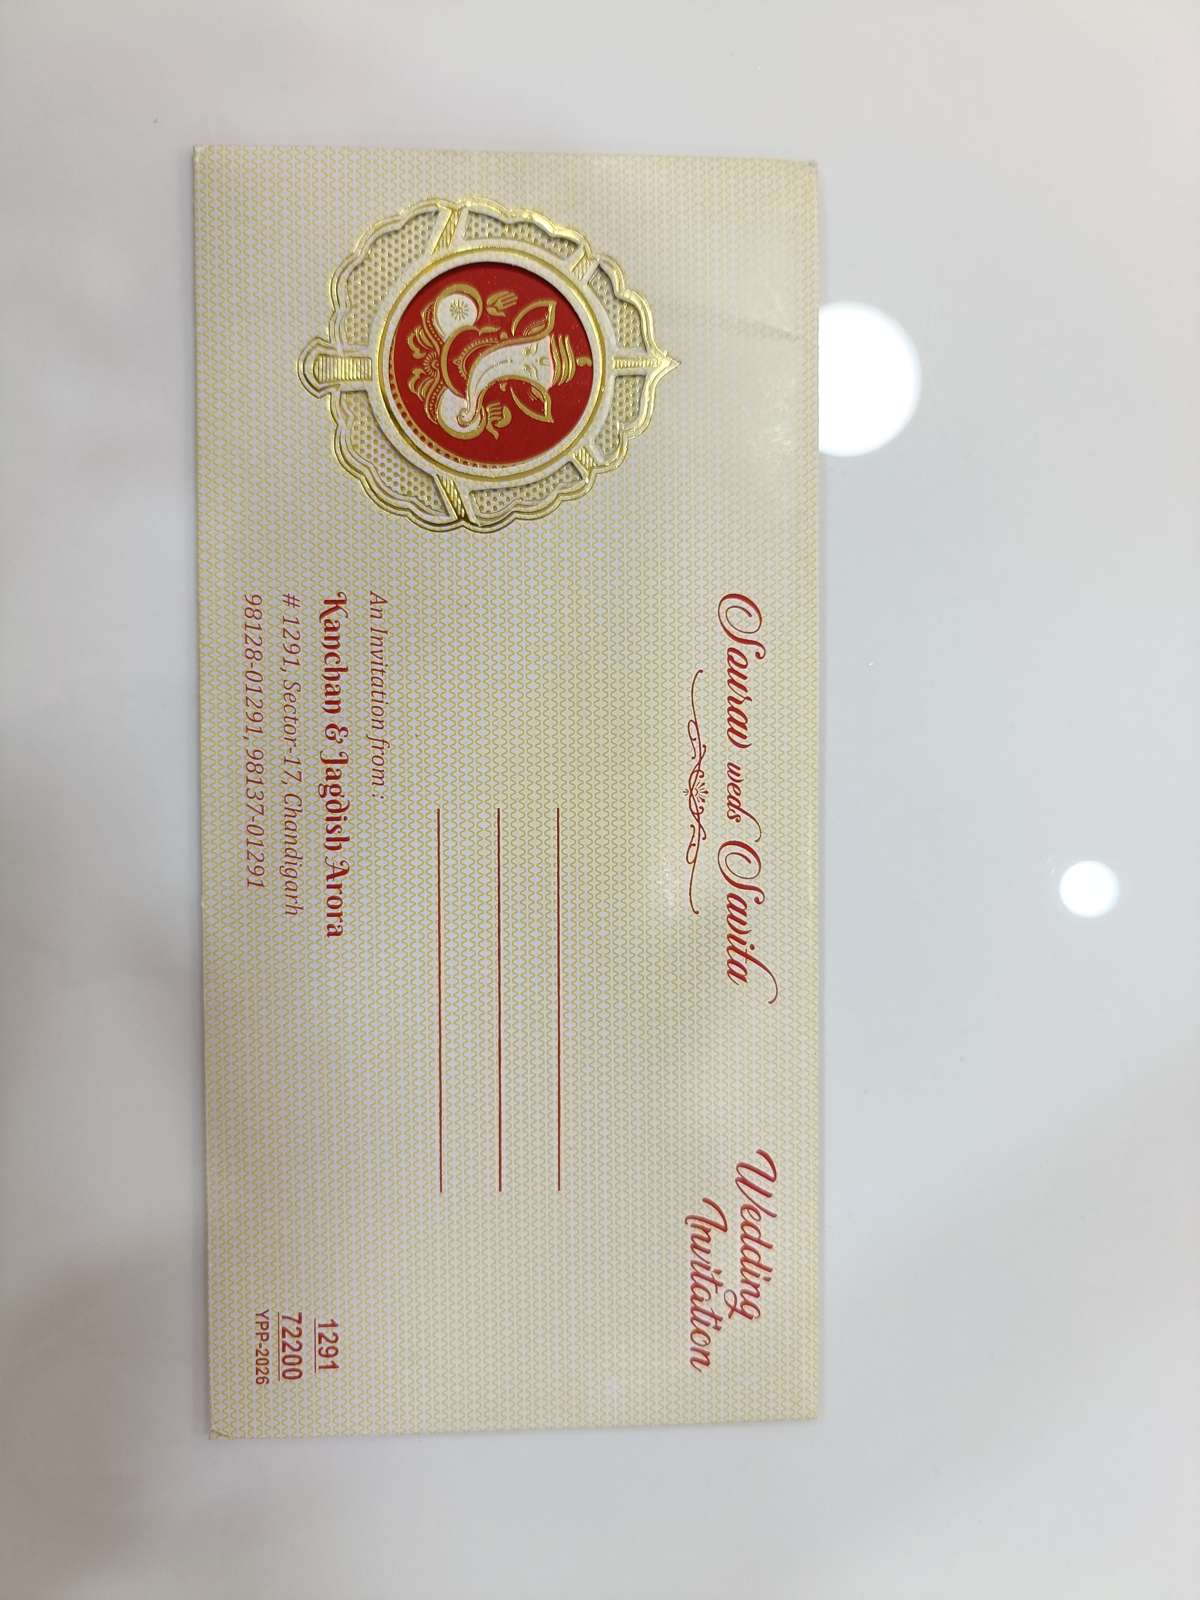 Saurav weds Savita
Wedding
Invitation
An Invitation from :
Kanchan & Jagdish Arora
# 1291, Sector-17, Chandigarh
98128-01291, 98137-01291
1291
72200
YPP-2026